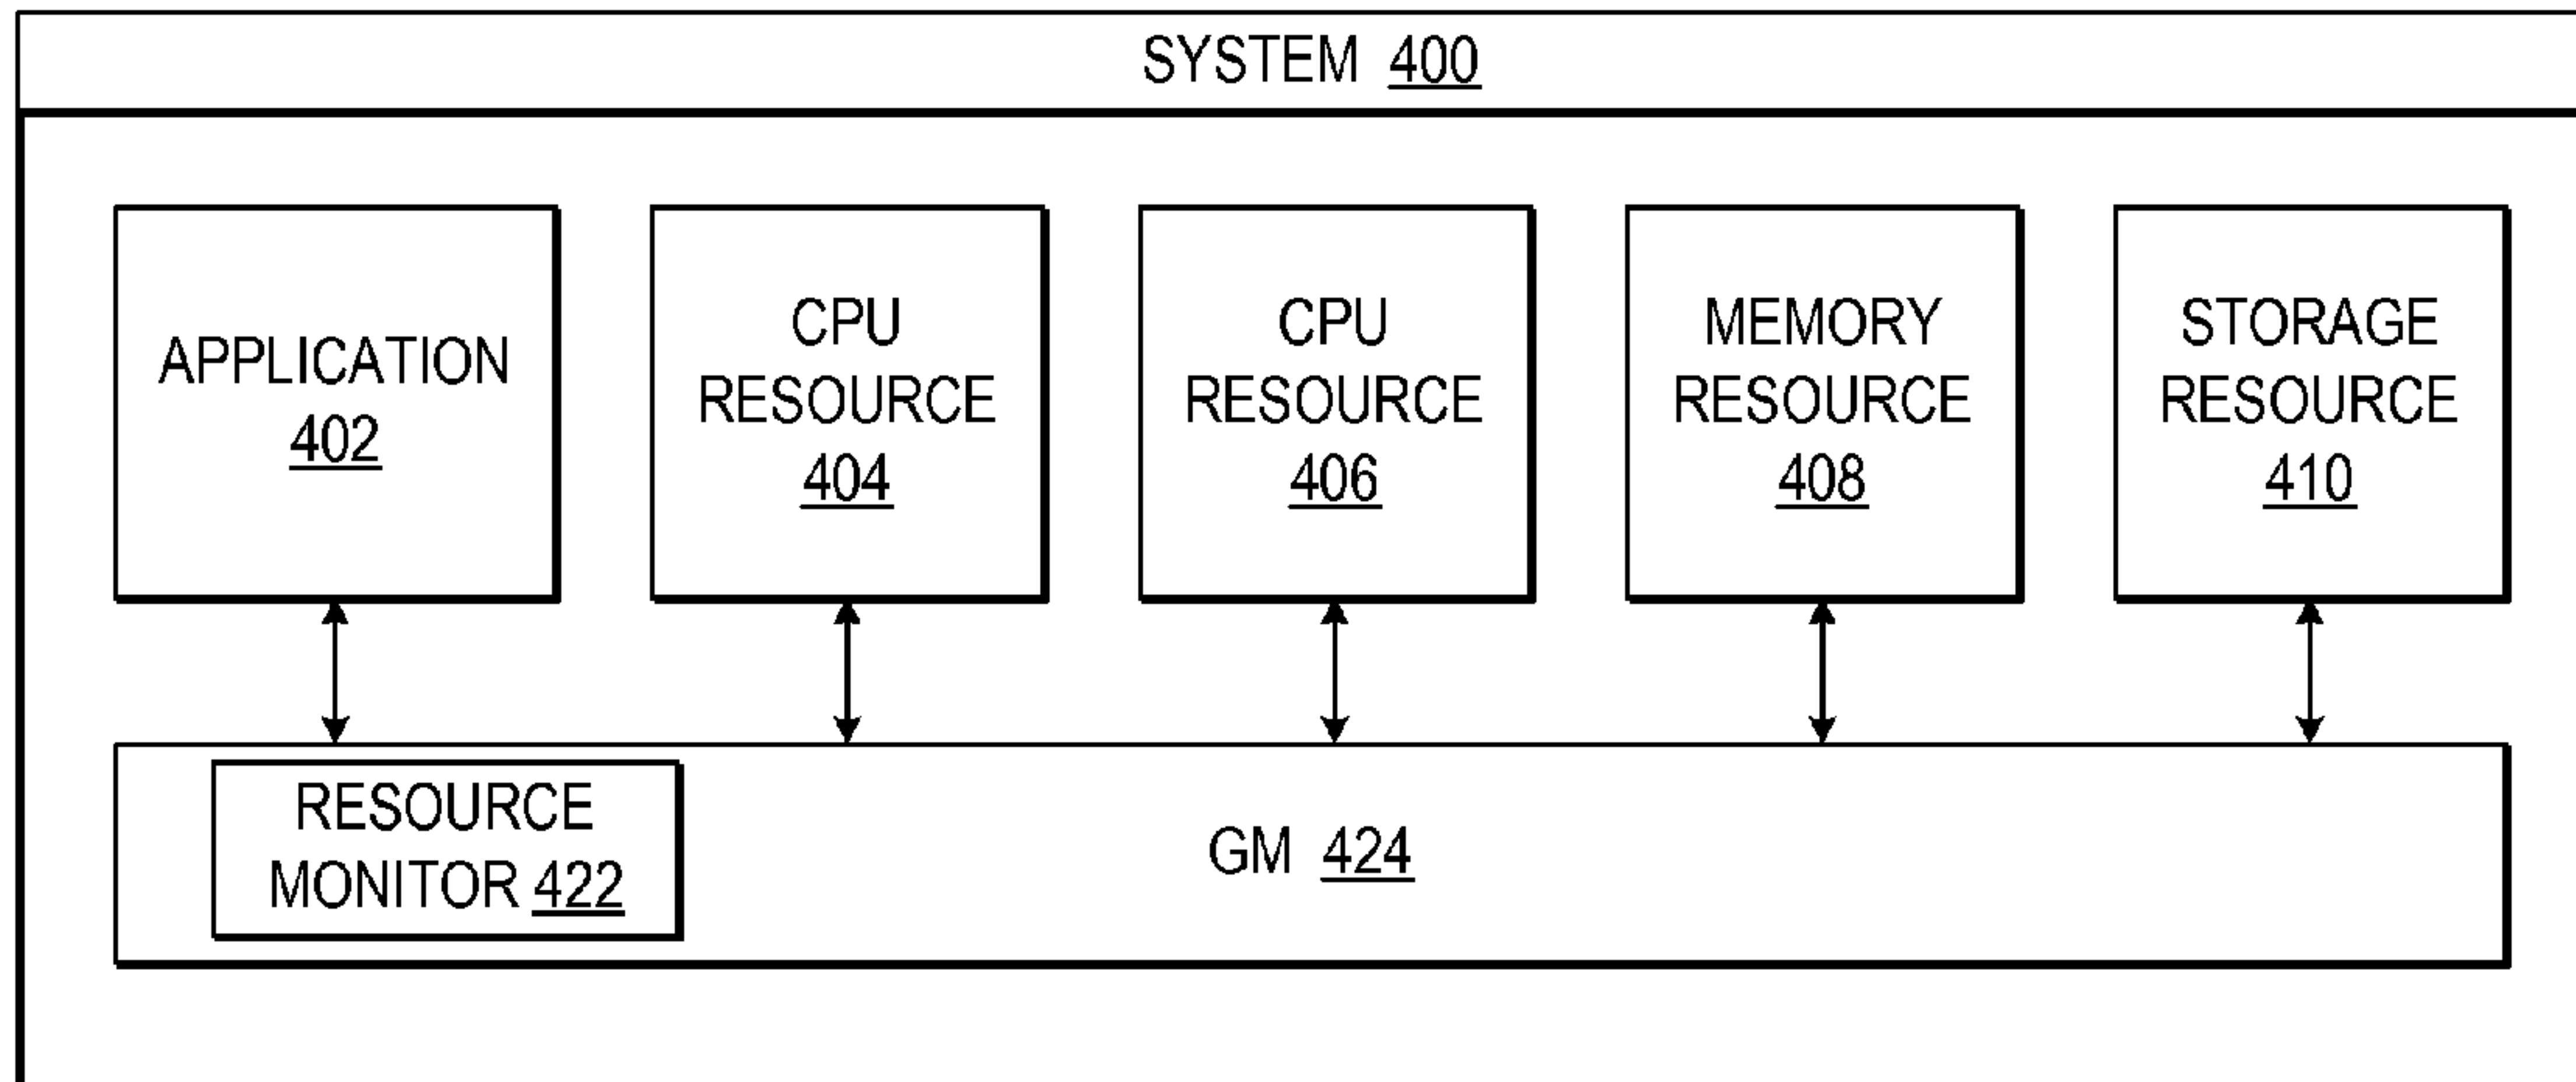 SYSTEM 400
APPLICATION
402
CPU
RESOURCE
404
CPU
RESOURCE
406
MEMORY
RESOURCE
408
STORAGE
RESOURCE
410
RESOURCE
MONITOR 422
GM 424